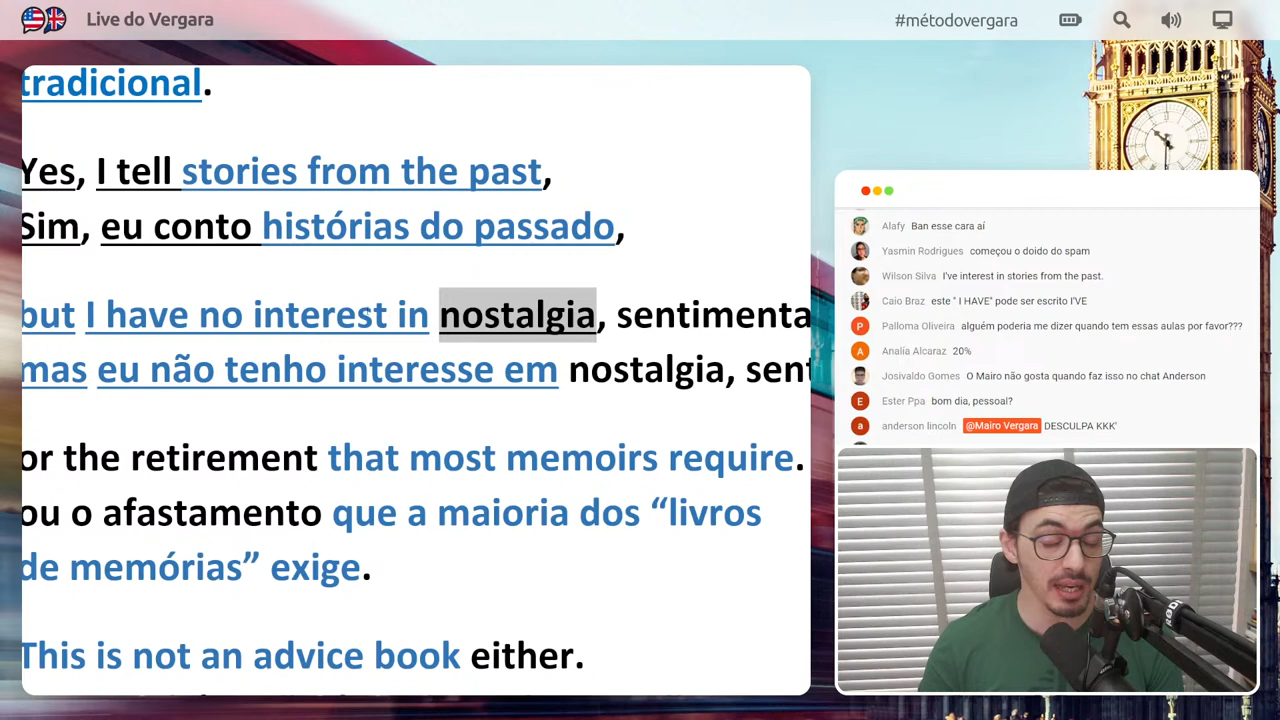 Live do Vergara
#métodovergara
tradicional.
Yes, I tell stories from the past,
Sim, eu conto histórias do passado,
but I have no interest in nostalgia, sentimenta
mas eu não tenho interesse em nostalgia, sent
or the retirement that most memoirs require.
ou o afastamento que a maioria dos “livros
de memórias” exige.
This is not an advice book either.
Alafy Ban esse cara aí
Yasmin Rodrigues começou o doido do spam
Wilson Silva I've interest in stories from the past.
Caio Braz este " I HAVE" pode ser escrito I'VE
P Palloma Oliveira alguém poderia me dizer quando tem essas aulas por favor???
A Analía Alcaraz 20%
Josivaldo Gomes O Mairo não gosta quando faz isso no chat Anderson
E Ester Ppa bom dia, pessoal?
a anderson lincoln @Mairo Vergara DESCULPA KKK'
RØDE